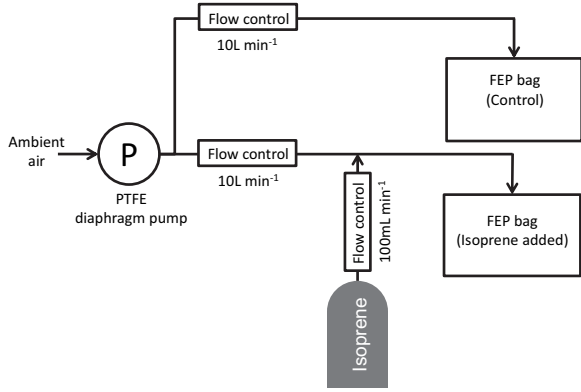 Flow control
10L min⁻¹
FEP bag
(Control)
Ambient
air
P
PTFE
diaphragm pump
Flow control
10L min⁻¹
Flow control
100mL min⁻¹
FEP bag
(Isoprene added)
Isoprene